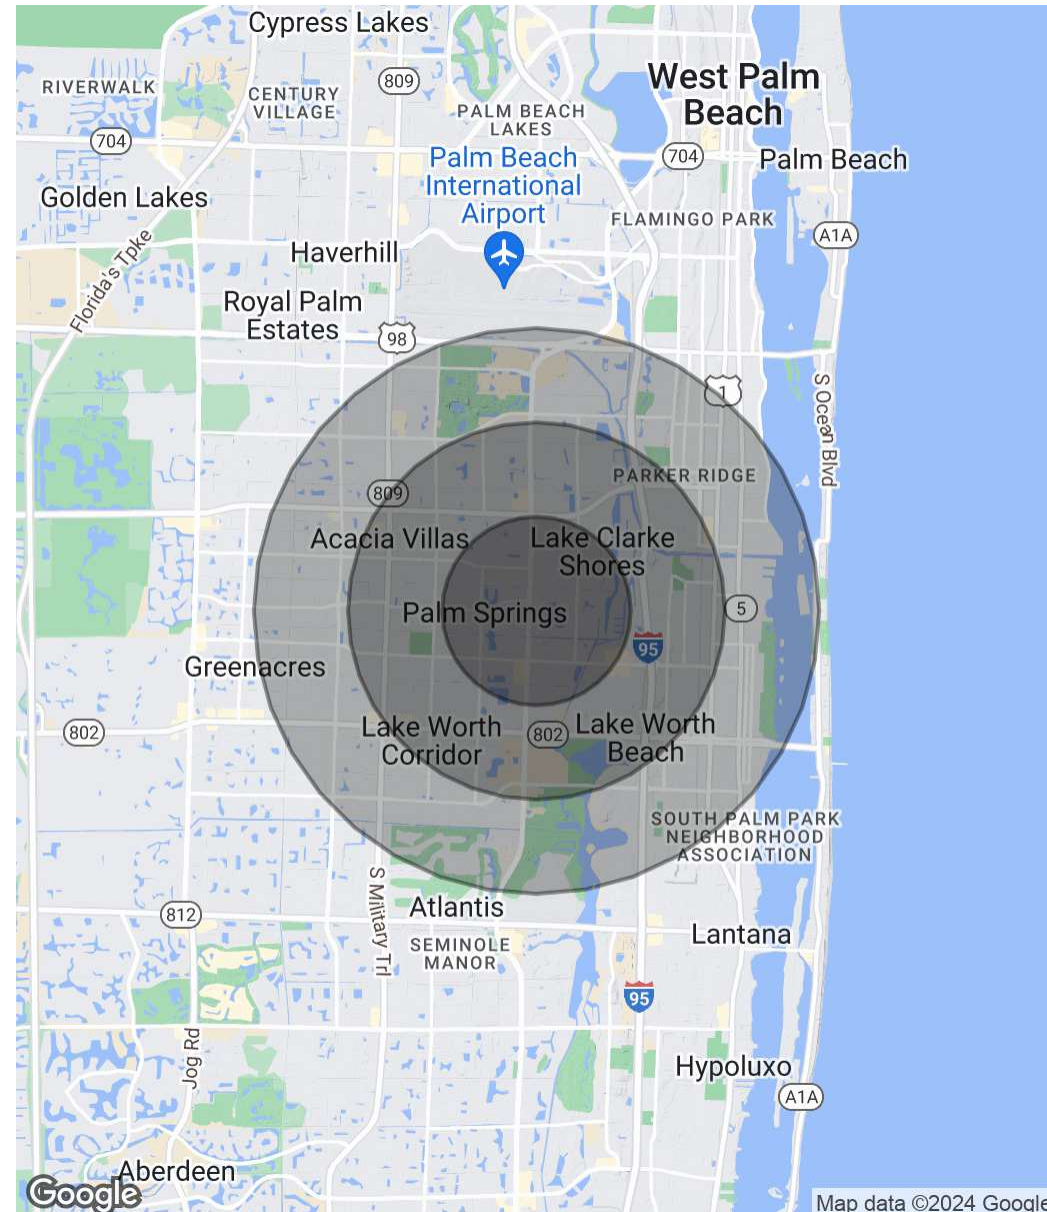 Cypress Lakes
809
RIVERWALK
CENTURY
VILLAGE
West Palm
Beach
PALM BEACH
LAKES
704
Palm Beach
International
Airport
704
Palm Beach
Golden Lakes
FLAMINGO PARK
A1A
Haverhill
Florida's Tpke
Royal Palm
Estates
98
1
S Ocean Blvd
PARKER RIDGE
809
Acacia Villas
Lake Clarke
Shores
Palm Springs
5
95
Greenacres
802
Lake Worth
Corridor
802
Lake Worth
Beach
SOUTH PALM PARK
NEIGHBORHOOD
ASSOCIATION
S Military Trl
812
Atlantis
SEMINOLE
MANOR
Lantana
95
Jog Rd
Hypoluxo
A1A
Aberdeen
Google
Map data ©2024 Google